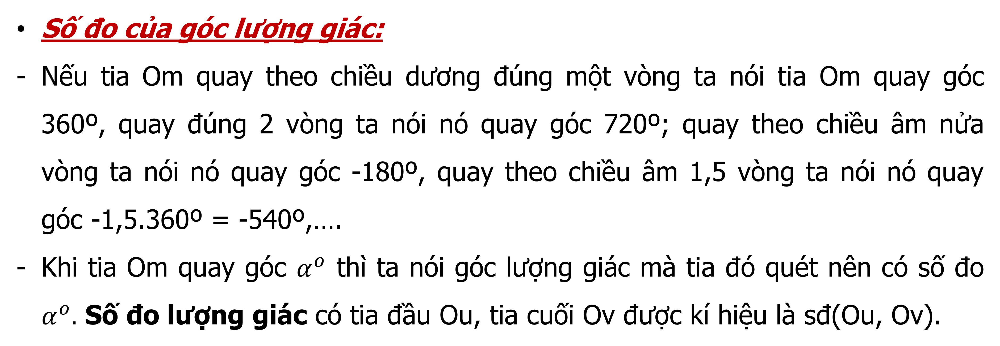 • Số đo của góc lượng giác:
- Nếu tia Om quay theo chiều dương đúng một vòng ta nói tia Om quay góc
360º, quay đúng 2 vòng ta nói nó quay góc 720º; quay theo chiều âm nửa
vòng ta nói nó quay góc -180º, quay theo chiều âm 1,5 vòng ta nói nó quay
góc -1,5.360º = -540º,....
- Khi tia Om quay góc αº thì ta nói góc lượng giác mà tia đó quét nên có số đo
αº. Số đo lượng giác có tia đầu Ou, tia cuối Ov được kí hiệu là sđ(Ou, Ov).